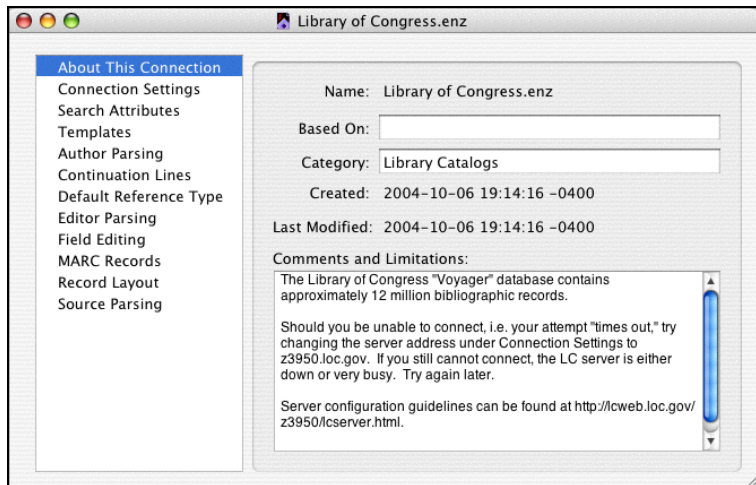 Library of Congress.enz
About This Connection
Connection Settings
Search Attributes
Templates
Author Parsing
Continuation Lines
Default Reference Type
Editor Parsing
Field Editing
MARC Records
Record Layout
Source Parsing
Name: Library of Congress.enz
Based On:
Category: Library Catalogs
Created: 2004-10-06 19:14:16 -0400
Last Modified: 2004-10-06 19:14:16 -0400
Comments and Limitations:
The Library of Congress "Voyager" database contains
approximately 12 million bibliographic records.
Should you be unable to connect, i.e. your attempt "times out," try
changing the server address under Connection Settings to
z3950.loc.gov. If you still cannot connect, the LC server is either
down or very busy. Try again later.
Server configuration guidelines can be found at http://lcweb.loc.gov/
z3950/lcserver.html.